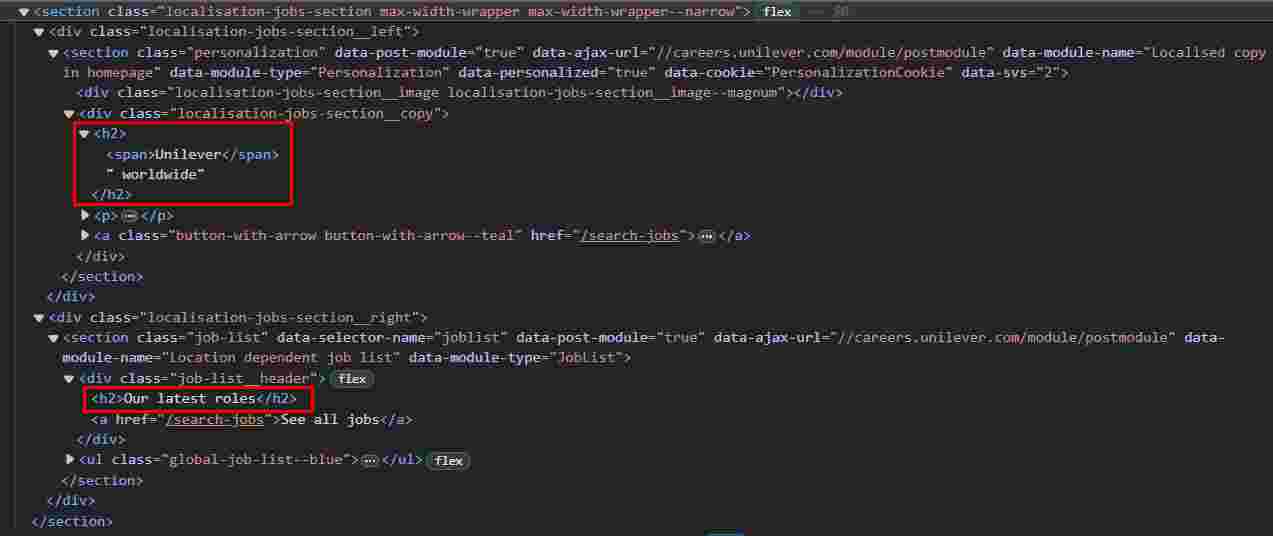 <section class="localisation-jobs-section max-width-wrapper max-width-wrapper--narrow"> flex
<div class="localisation-jobs-section__left">
<section class="personalization" data-post-module="true" data-ajax-url="//careers.unilever.com/module/postmodule" data-module-name="Localised copy
in homepage" data-module-type="Personalization" data-personalized="true" data-cookie="PersonalizationCookie" data-svs="2">
<div class="localisation-jobs-section__image localisation-jobs-section__image--magnum"></div>
<div class="localisation-jobs-section__copy">
<h2>
<span>Unilever</span>
" worldwide"
</h2>
<p>…</p>
<a class="button-with-arrow button-with-arrow--teal" href="/search-jobs">…</a>
</div>
</section>
</div>
<div class="localisation-jobs-section__right">
<section class="job-list" data-selector-name="joblist" data-post-module="true" data-ajax-url="//careers.unilever.com/module/postmodule" data-
module-name="Location dependent job list" data-module-type="JobList">
<div class="job-list__header"> flex
<h2>Our latest roles</h2>
<a href="/search-jobs">See all jobs</a>
</div>
<ul class="global-job-list--blue">…</ul> flex
</section>
</div>
</section>